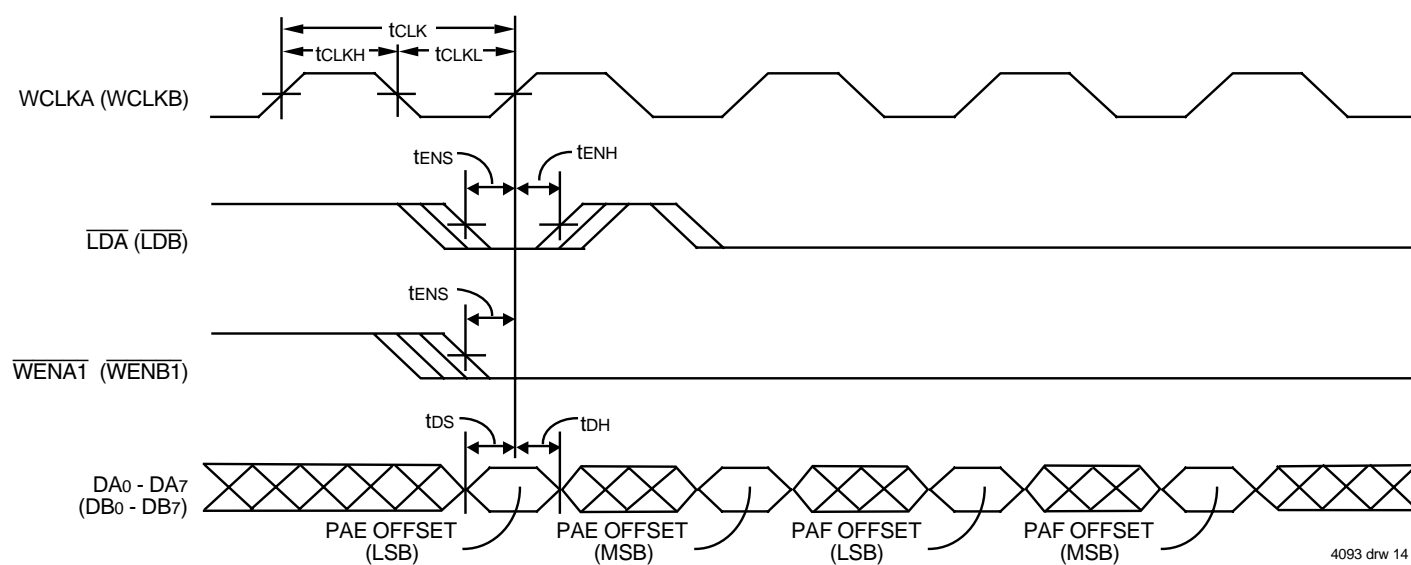 tCLK
tCLKH
tCLKL
WCLKA (WCLKB)
tENS
tENH
LDA (LDB)
tENS
WENA1 (WENB1)
tDS
tDH
DA0 - DA7
(DB0 - DB7)
PAE OFFSET
(LSB)
PAE OFFSET
(MSB)
PAF OFFSET
(LSB)
PAF OFFSET
(MSB)
4093 drw 14